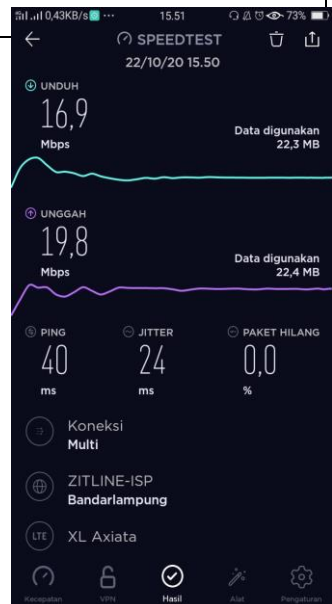 0,43KB/s ... 15.51 73%
SPEEDTEST
22/10/20 15.50
UNDUH
16,9
Mbps
Data digunakan
22,3 MB
UNGGAH
19,8
Mbps
Data digunakan
22,4 MB
PING JITTER PAKET HILANG
40 24 0,0
ms ms %
Koneksi
Multi
ZITLINE-ISP
Bandarlampung
LTE XL Axiata
Kecepatan VPN Hasil Alat Pengaturan